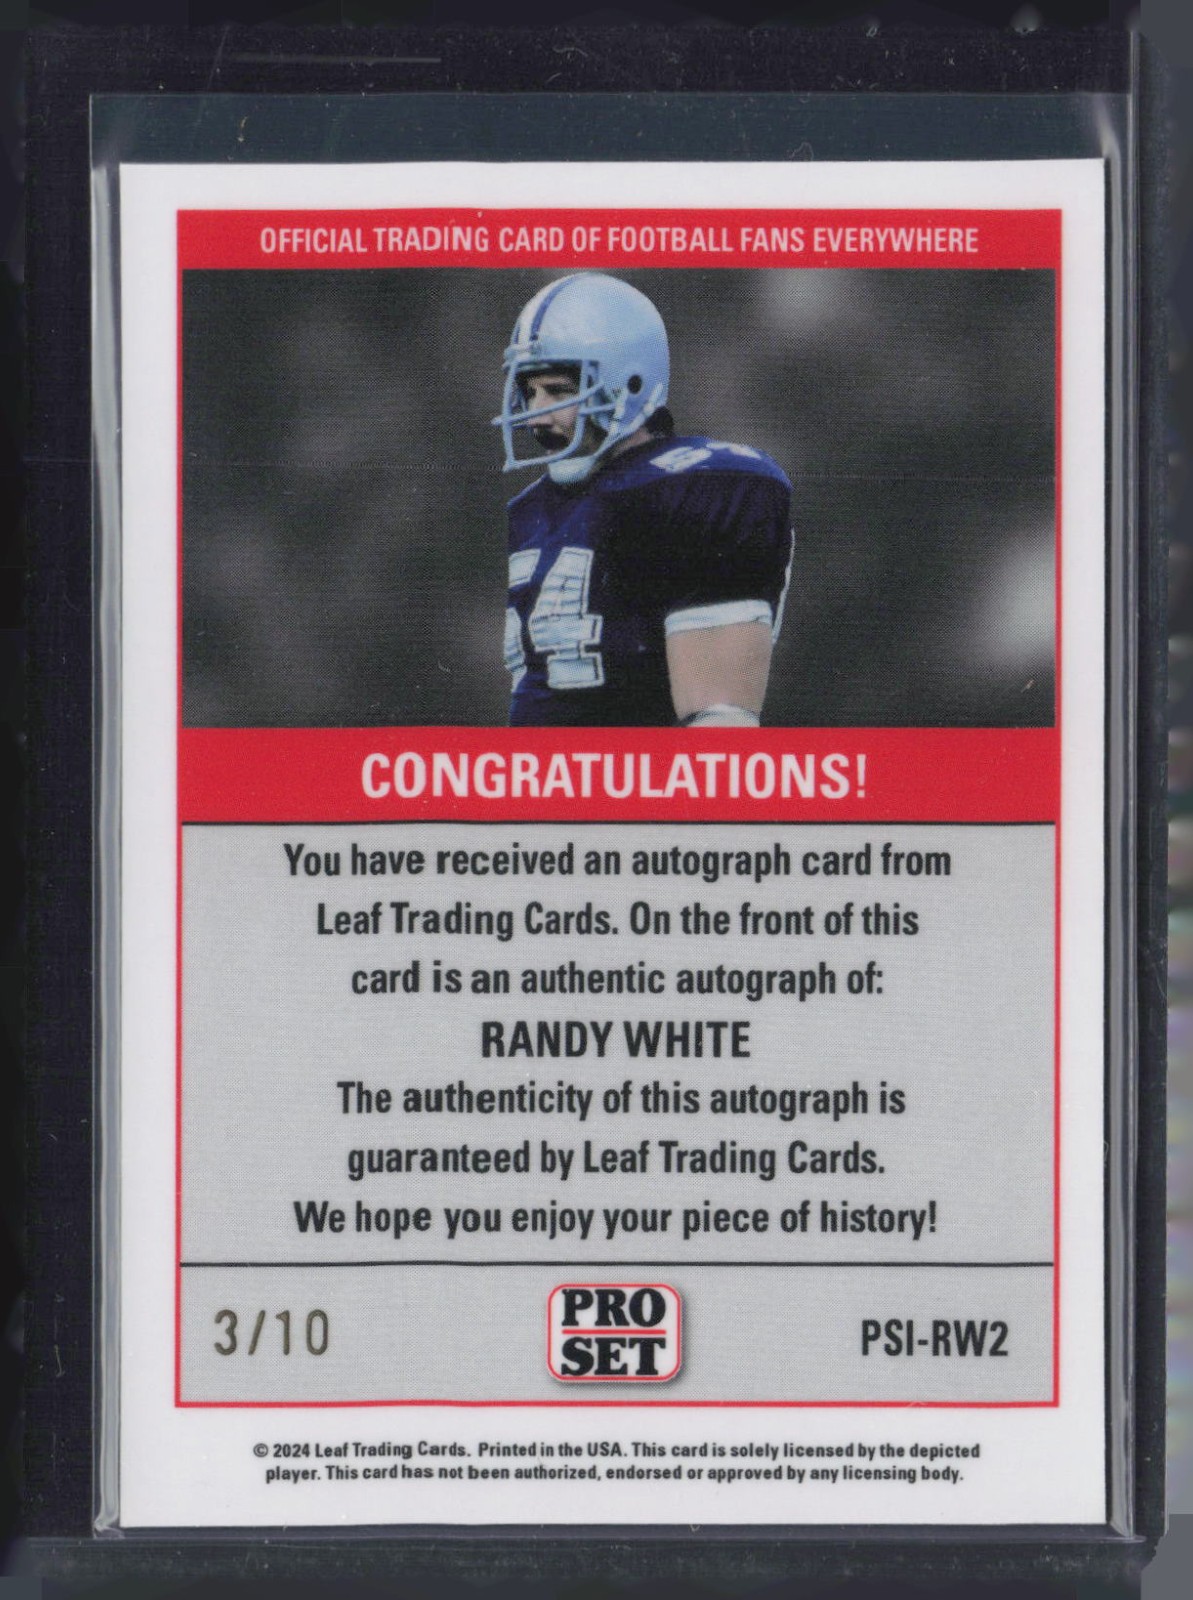 OFFICIAL TRADING CARD OF FOOTBALL FANS EVERYWHERE
54
54
CONGRATULATIONS!
You have received an autograph card from
Leaf Trading Cards. On the front of this
card is an authentic autograph of:
RANDY WHITE
The authenticity of this autograph is
guaranteed by Leaf Trading Cards.
We hope you enjoy your piece of history!
3/10
PRO
SET
PSI-RW2
© 2024 Leaf Trading Cards. Printed in the USA. This card is solely licensed by the depicted
player. This card has not been authorized, endorsed or approved by any licensing body.